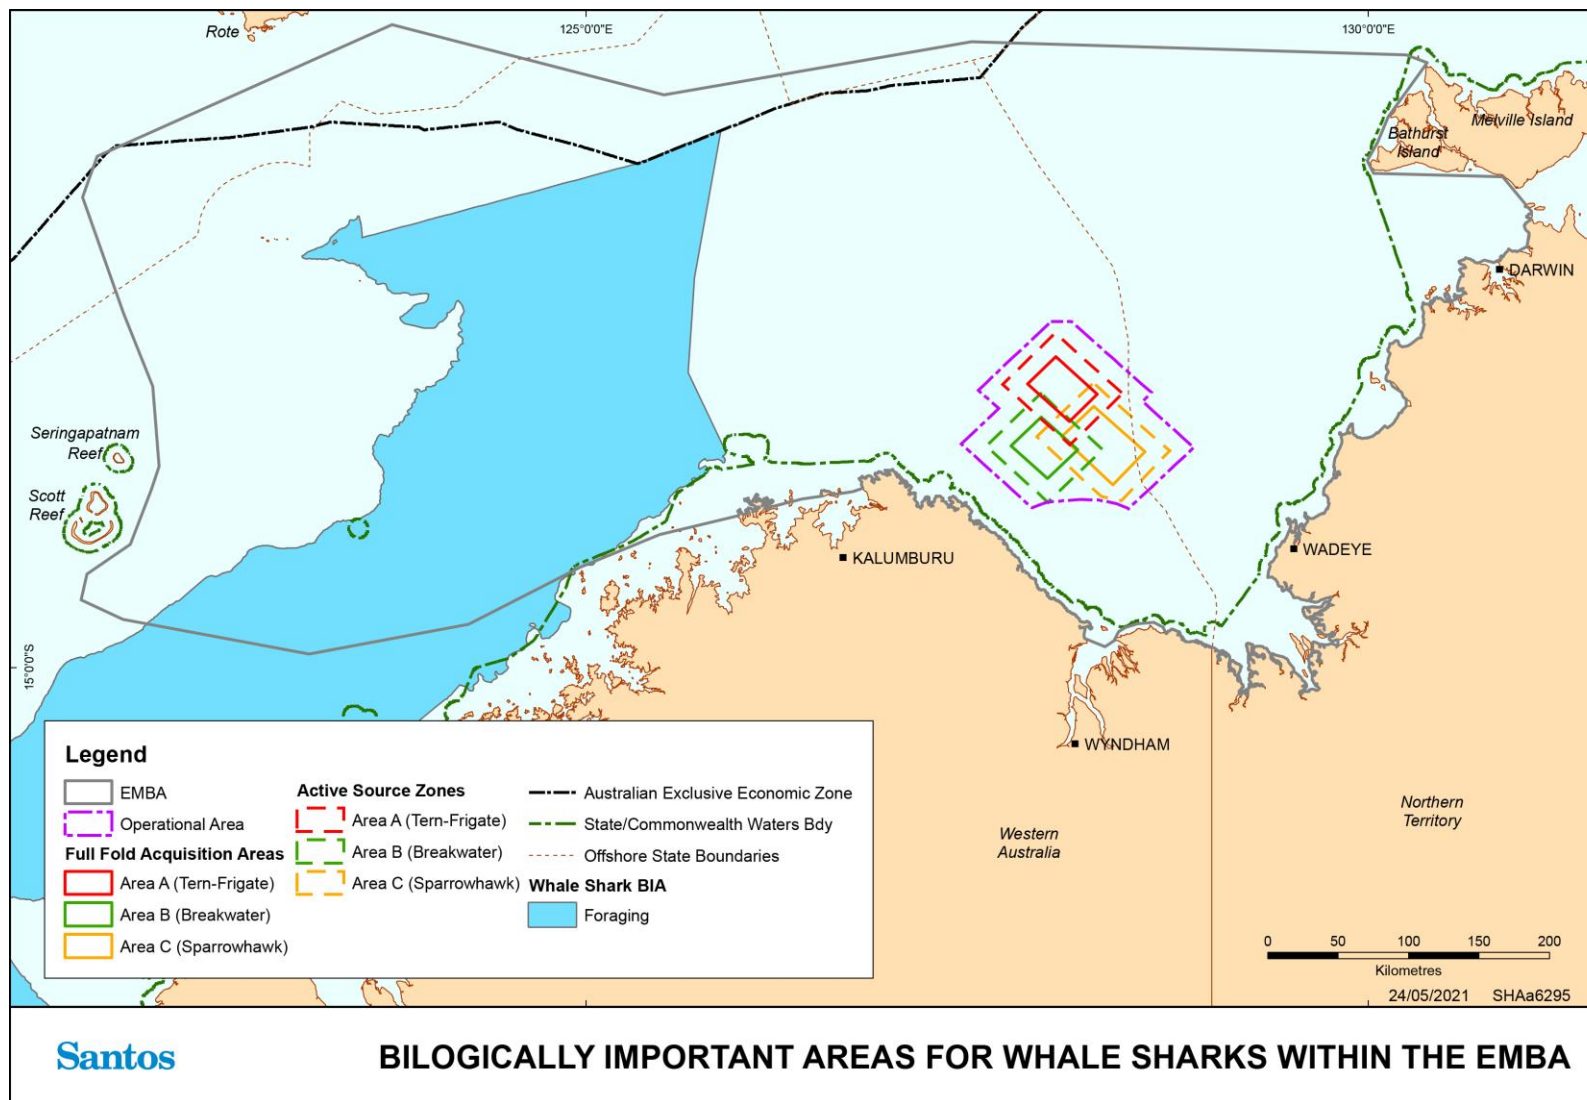 125°0'0"E
130°0'0"E
Rote
Melville Island
Bathurst
Island
DARWIN
Seringapatnam
Reef
Scott
Reef
WADEYE
KALUMBURU
15°0'0"S
WYNDHAM
Northern
Territory
Western
Australia
Legend
EMBA
Operational Area
Full Fold Acquisition Areas
Area A (Tern-Frigate)
Area B (Breakwater)
Area C (Sparrowhawk)
Active Source Zones
Area A (Tern-Frigate)
Area B (Breakwater)
Area C (Sparrowhawk)
Australian Exclusive Economic Zone
State/Commonwealth Waters Bdy
Offshore State Boundaries
Whale Shark BIA
Foraging
0 50 100 150 200
Kilometres
24/05/2021 SHAa6295
Santos
BILOGICALLY IMPORTANT AREAS FOR WHALE SHARKS WITHIN THE EMBA